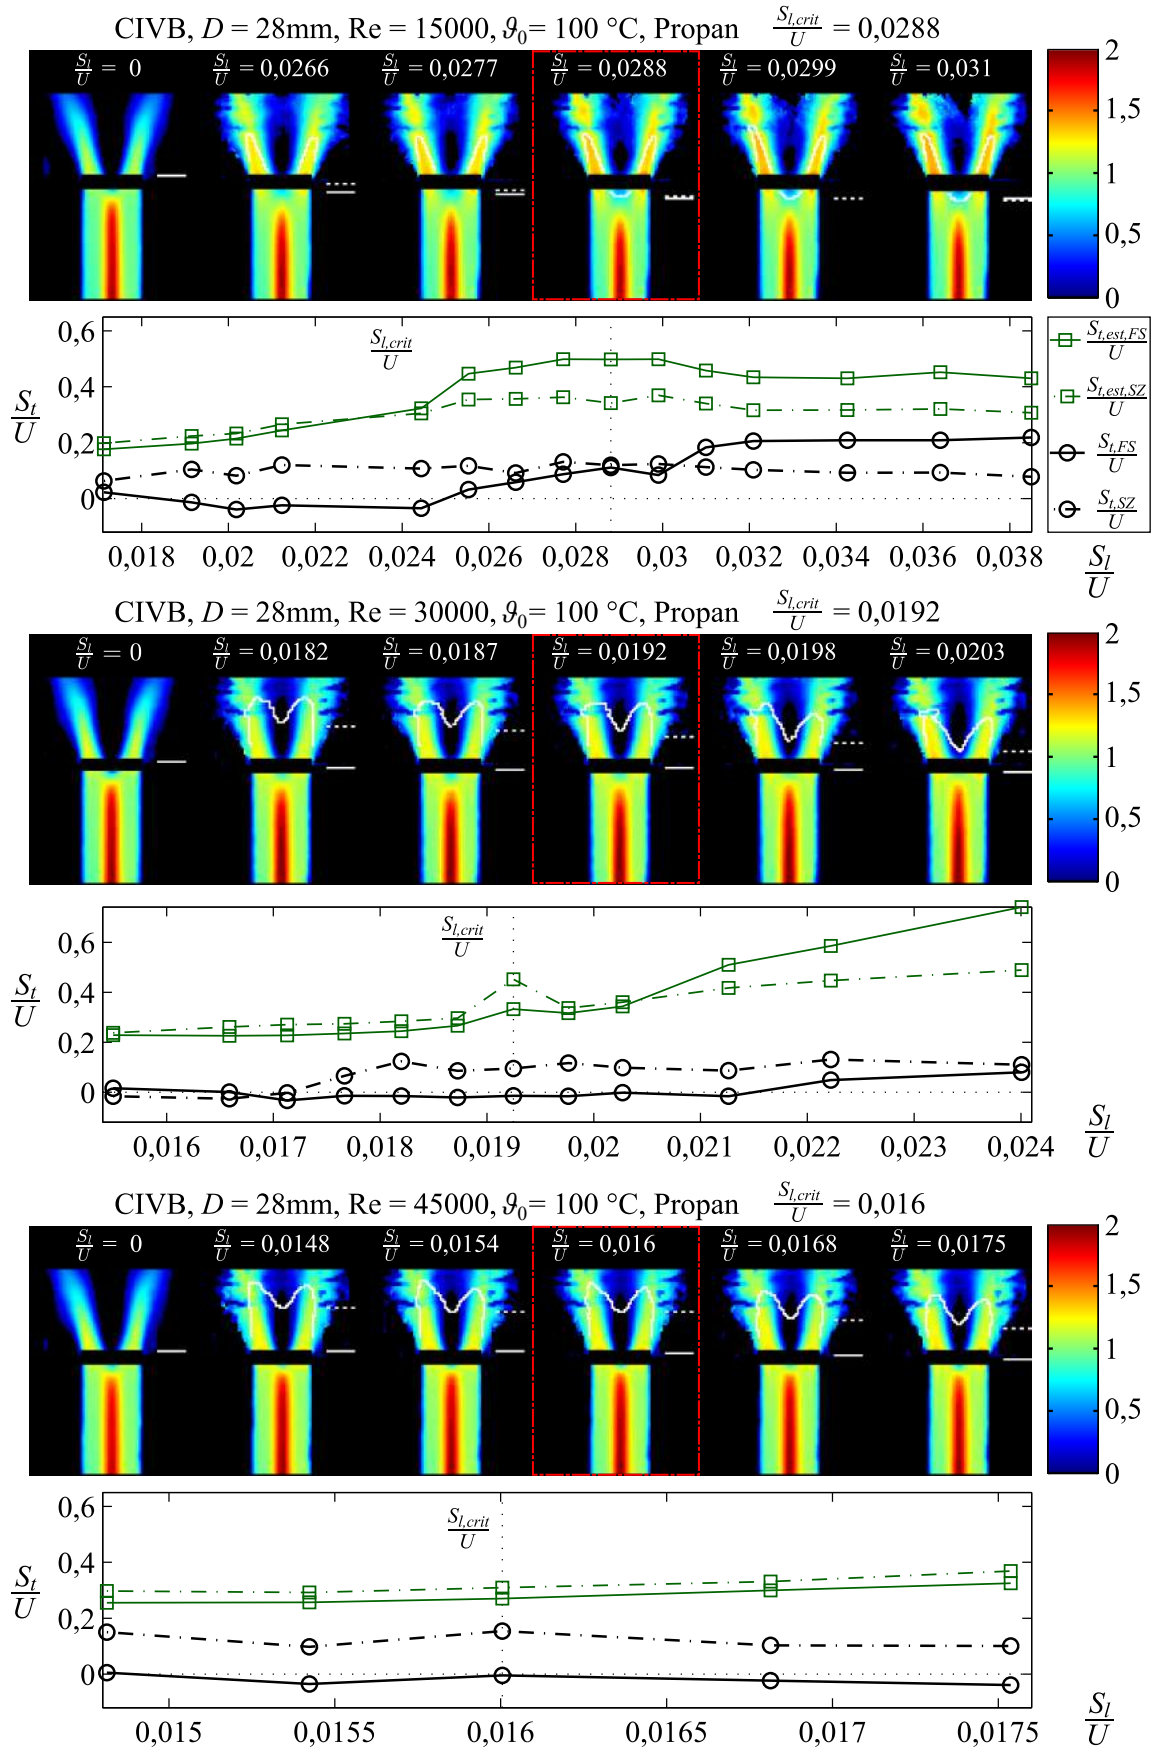 CIVB, D = 28mm, Re = 15000, ϑ0= 100 °C, Propan Sl,crit/U = 0,0288
Sl/U = 0 Sl/U = 0,0266 Sl/U = 0,0277 Sl/U = 0,0288 Sl/U = 0,0299 Sl/U = 0,031
2
1,5
1
0,5
0
0,6
0,4
0,2
0
St/U
Sl,crit/U
St,est,FS/U
St,est,SZ/U
St,FS/U
St,SZ/U
0,018 0,02 0,022 0,024 0,026 0,028 0,03 0,032 0,034 0,036 0,038
Sl/U
CIVB, D = 28mm, Re = 30000, ϑ0= 100 °C, Propan Sl,crit/U = 0,0192
Sl/U = 0 Sl/U = 0,0182 Sl/U = 0,0187 Sl/U = 0,0192 Sl/U = 0,0198 Sl/U = 0,0203
2
1,5
1
0,5
0
0,6
0,4
0,2
0
St/U
Sl,crit/U
0,016 0,017 0,018 0,019 0,02 0,021 0,022 0,023 0,024
Sl/U
CIVB, D = 28mm, Re = 45000, ϑ0= 100 °C, Propan Sl,crit/U = 0,016
Sl/U = 0 Sl/U = 0,0148 Sl/U = 0,0154 Sl/U = 0,016 Sl/U = 0,0168 Sl/U = 0,0175
2
1,5
1
0,5
0
0,6
0,4
0,2
0
St/U
Sl,crit/U
0,015 0,0155 0,016 0,0165 0,017 0,0175
Sl/U